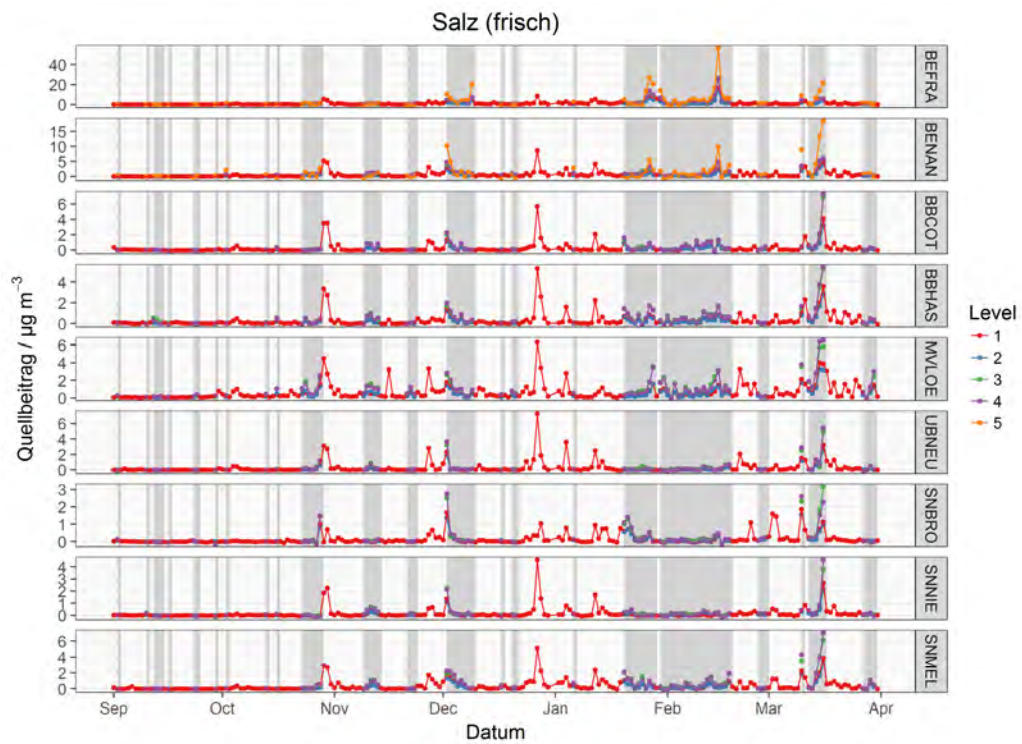 Salz (frisch)
Quellbeitrag / µg m⁻³
40
20
0
BEFRA
15
10
5
0
BENAN
6
4
2
0
BBCOT
4
2
0
BBHAS
6
4
2
0
MVLOE
6
4
2
0
UBNEU
3
2
1
0
SNBRO
4
3
2
1
0
SNNIE
6
4
2
0
SNMEL
Sep Oct Nov Dec Jan Feb Mar Apr
Datum
Level
1
2
3
4
5